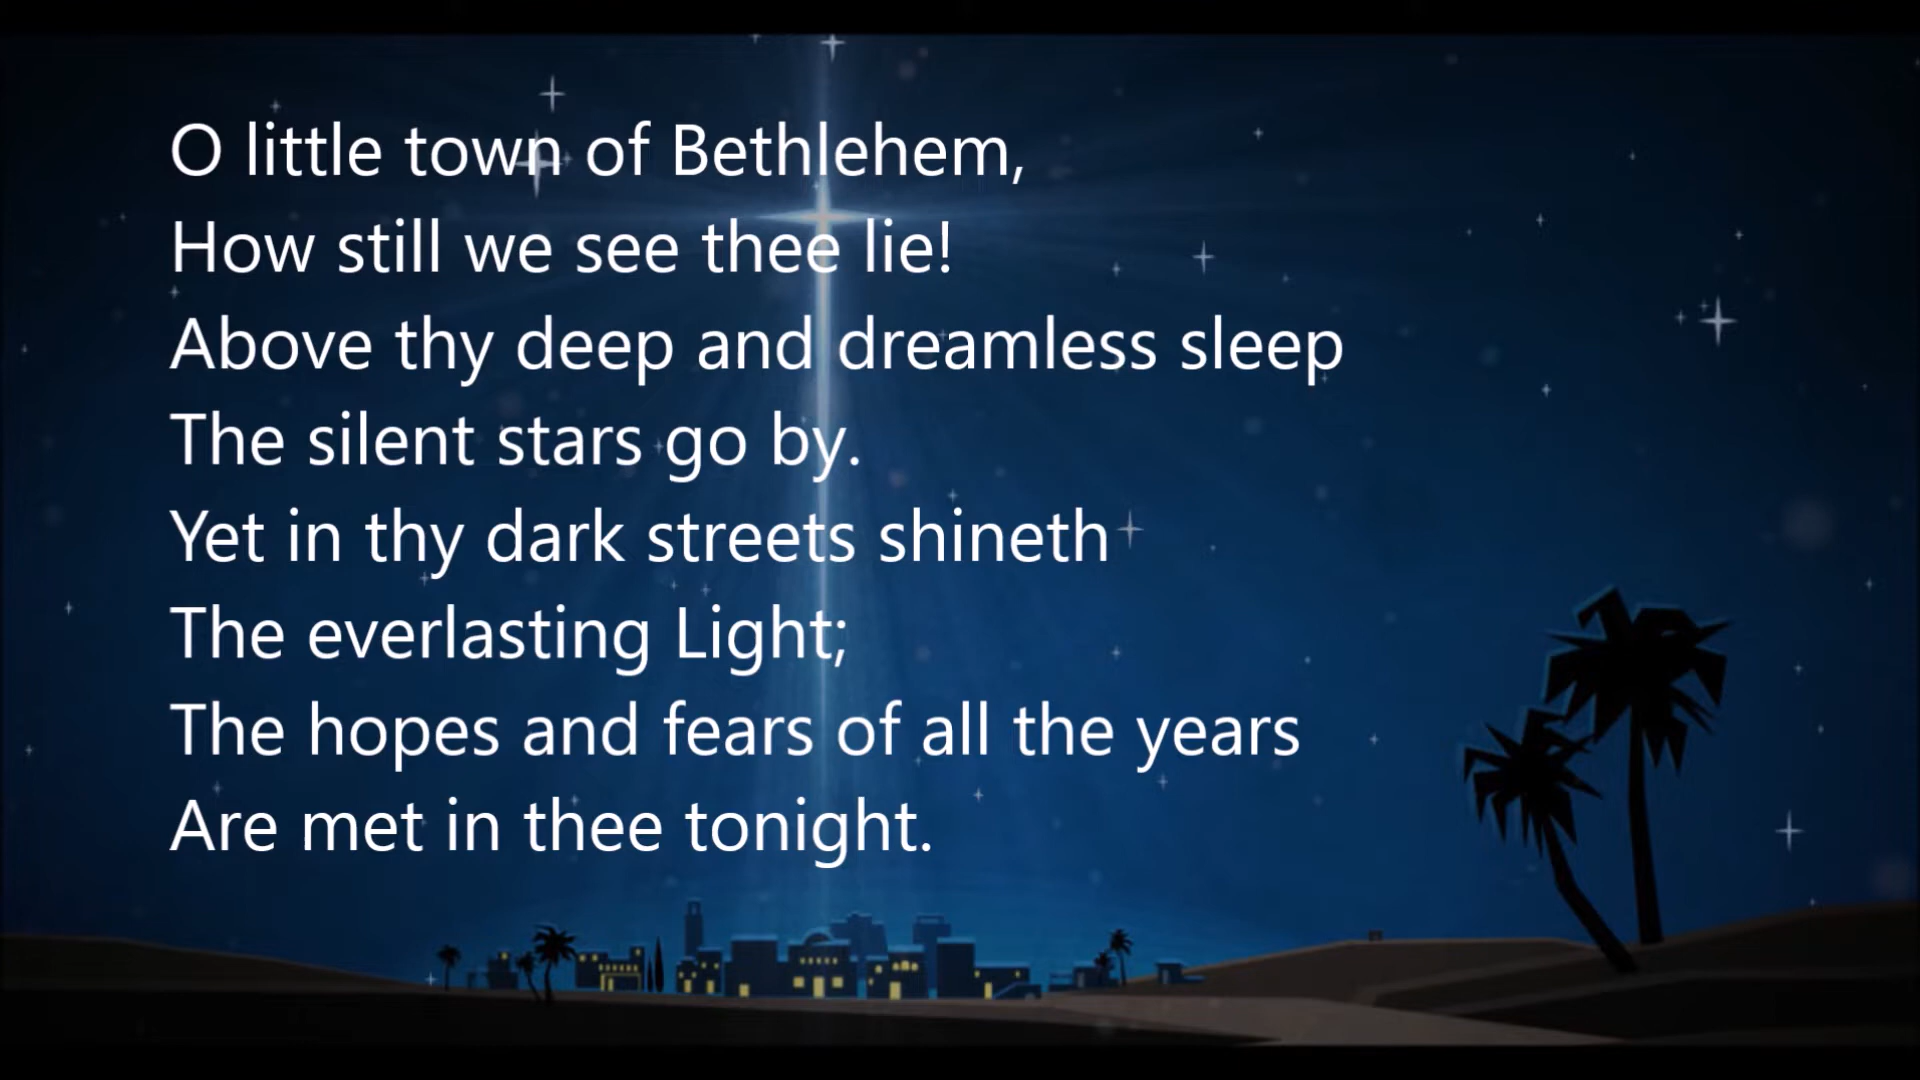 O little town of Bethlehem,
How still we see thee lie!
Above thy deep and dreamless sleep
The silent stars go by.
Yet in thy dark streets shineth
The everlasting Light;
The hopes and fears of all the years
Are met in thee tonight.